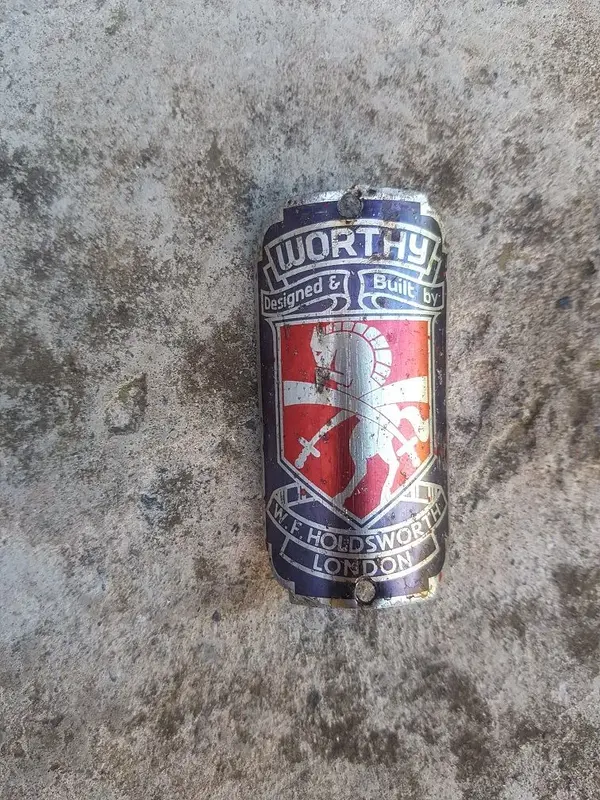 WORTHY
Designed & Built by
W. F. HOLDSWORTH
LONDON